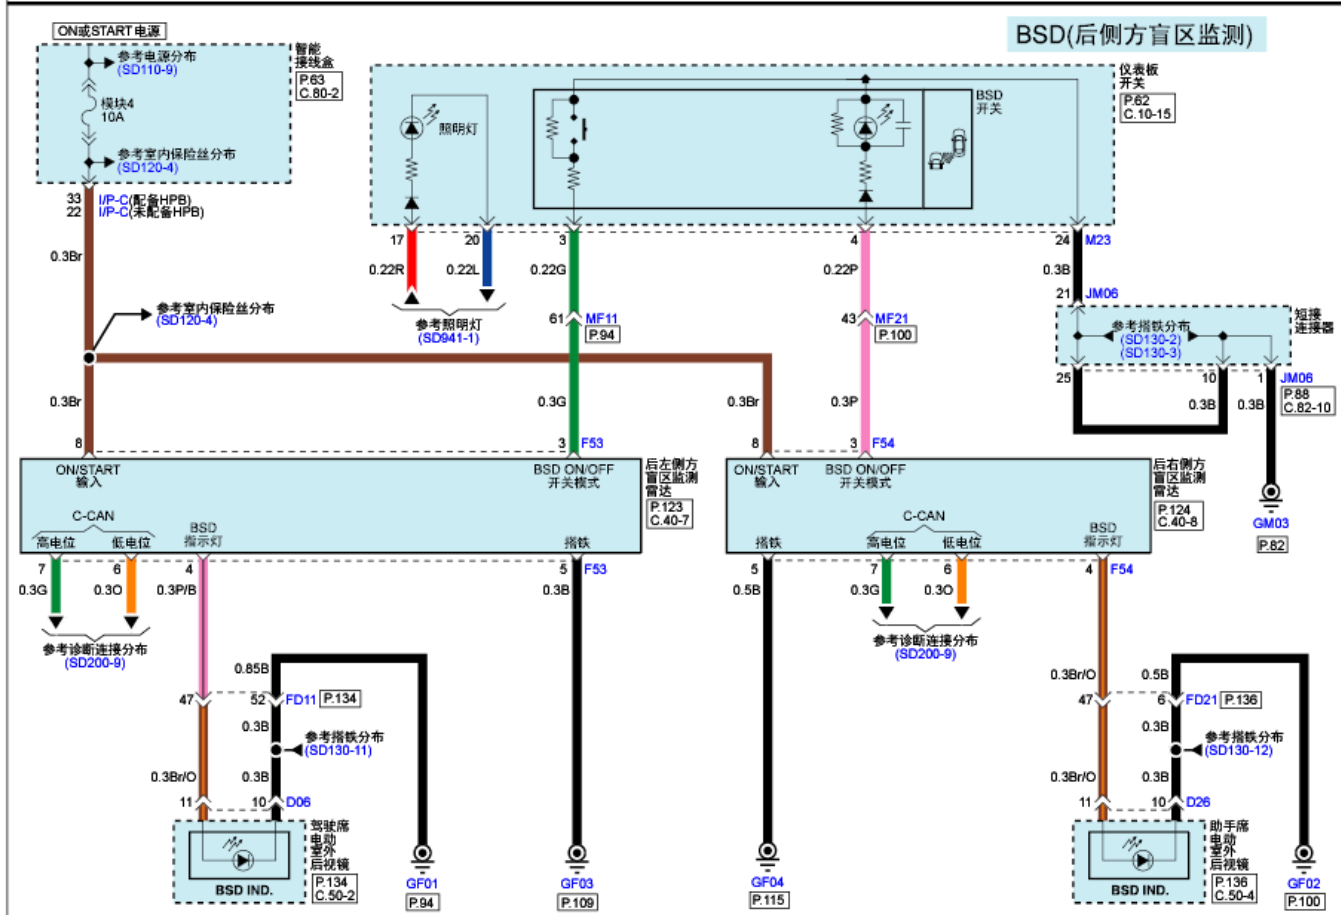 ON或START电源
BSD(后侧方盲区监测)
智能
接线盒
P.63
C.80-2
参考电源分布
(SD110-9)
模块4
10A
参考室内保险丝分布
(SD120-4)
33 I/P-C(配备HPB)
22 I/P-C(未配备HPB)
照明灯
BSD
开关
仪表板
开关
P.62
C.10-15
17
20
3
4
24 M23
0.3Br
0.22R
0.22L
0.22G
0.22P
0.3B
21 JM06
参考室内保险丝分布
(SD120-4)
参考照明灯
(SD941-1)
61 MF11
P.94
43 MF21
P.100
参考搭铁分布
(SD130-2)
(SD130-3)
短接
连接器
25
10
1 JM06
P.88
C.82-10
0.3Br
0.3G
0.3Br
0.3P
0.3B
0.3B
8
3 F53
8
3 F54
ON/START
输入
BSD ON/OFF
开关模式
后左侧方
盲区监测
雷达
P.123
C.40-7
ON/START
输入
BSD ON/OFF
开关模式
后右侧方
盲区监测
雷达
P.124
C.40-8
GM03
P.82
C-CAN
高电位
低电位
BSD
指示灯
搭铁
搭铁
C-CAN
高电位
低电位
BSD
指示灯
7
6
4
5 F53
5
7
6
4 F54
0.3G
0.3O
0.3P/B
0.3B
0.5B
0.3G
0.3O
参考诊断连接分布
(SD200-9)
参考诊断连接分布
(SD200-9)
0.85B
0.3Br/O
0.5B
47
52 FD11 P.134
47
6 FD21 P.136
0.3B
参考搭铁分布
(SD130-11)
0.3B
参考搭铁分布
(SD130-12)
0.3Br/O
0.3B
0.3Br/O
0.3B
11
10 D06
11
10 D26
驾驶席
电动
室外
后视镜
P.134
C.50-2
BSD IND.
助手席
电动
室外
后视镜
P.136
C.50-4
BSD IND.
GF01
P.94
GF03
P.109
GF04
P.115
GF02
P.100